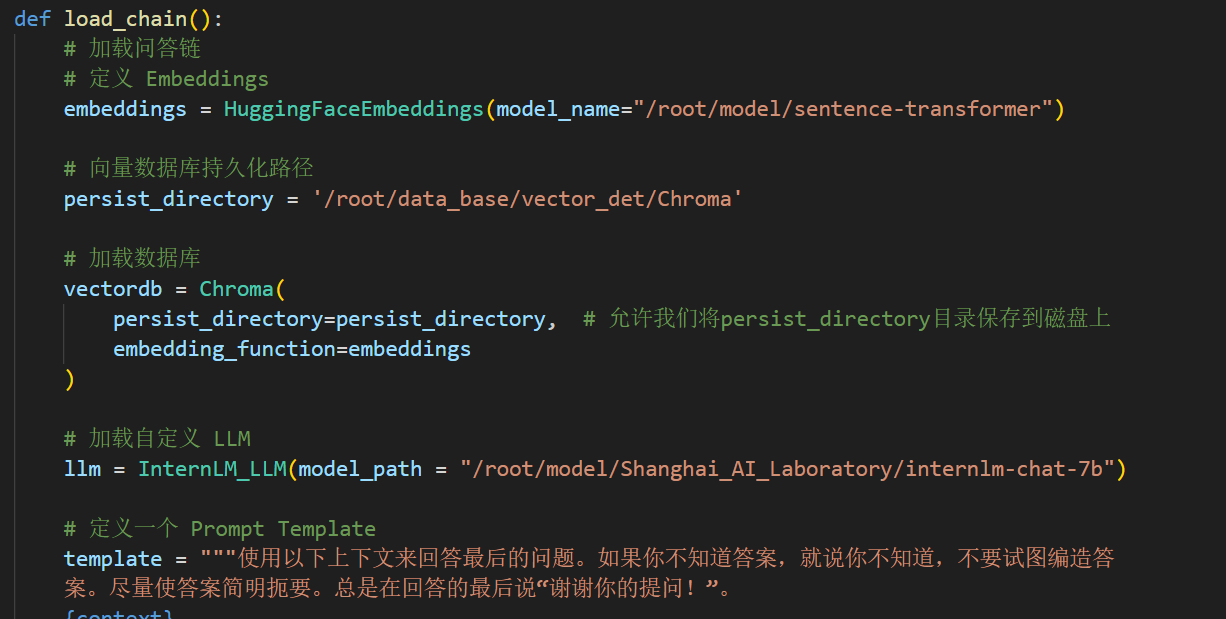 def load_chain():
# 加载问答链
# 定义 Embeddings
embeddings = HuggingFaceEmbeddings(model_name="/root/model/sentence-transformer")
# 向量数据库持久化路径
persist_directory = '/root/data_base/vector_det/Chroma'
# 加载数据库
vectordb = Chroma(
persist_directory=persist_directory,  # 允许我们将persist_directory目录保存到磁盘上
embedding_function=embeddings
)
# 加载自定义 LLM
llm = InternLM_LLM(model_path = "/root/model/Shanghai_AI_Laboratory/internlm-chat-7b")
# 定义一个 Prompt Template
template = """使用以下上下文来回答最后的问题。如果你不知道答案，就说你不知道，不要试图编造答
案。尽量使答案简明扼要。总是在回答的最后说“谢谢你的提问！”。
{context}